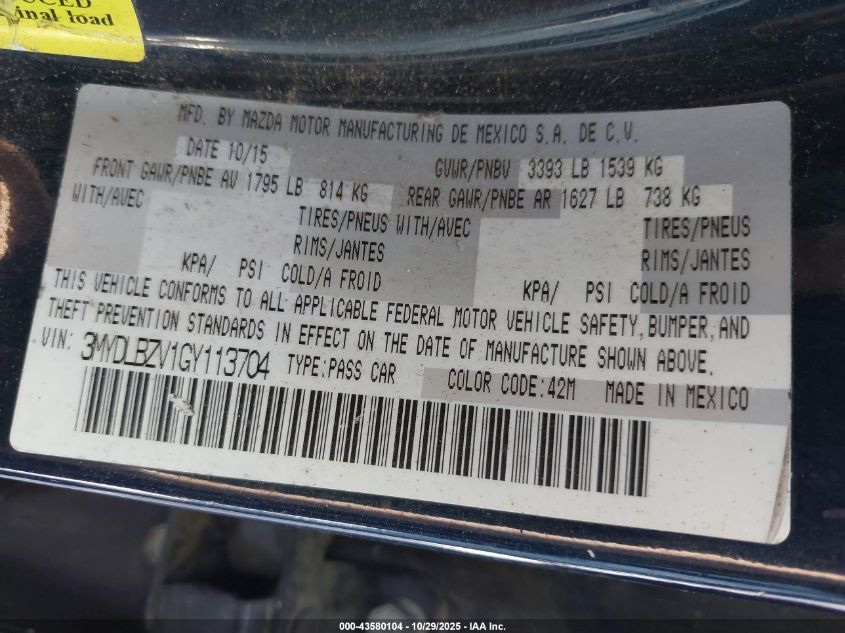 UCED
inal load
MFD. BY MAZDA MOTOR MANUFACTURING DE MEXICO S.A. DE C.V.
DATE 10/15 GVWR/PNBV 3393 LB 1539 KG
FRONT GAWR/PNBE AV 1795 LB 814 KG REAR GAWR/PNBE AR 1627 LB 738 KG
WITH/AVEC TIRES/PNEUS WITH/AVEC TIRES/PNEUS
RIMS/JANTES RIMS/JANTES
KPA/ PSI COLD/A FROID KPA/ PSI COLD/A FROID
THIS VEHICLE CONFORMS TO ALL APPLICABLE FEDERAL MOTOR VEHICLE SAFETY, BUMPER, AND
THEFT PREVENTION STANDARDS IN EFFECT ON THE DATE OF MANUFACTURE SHOWN ABOVE.
VIN: 3MYDLBZV1GY113704 TYPE:PASS CAR COLOR CODE:42M MADE IN MEXICO
000-43580104 - 10/29/2025 - IAA Inc.